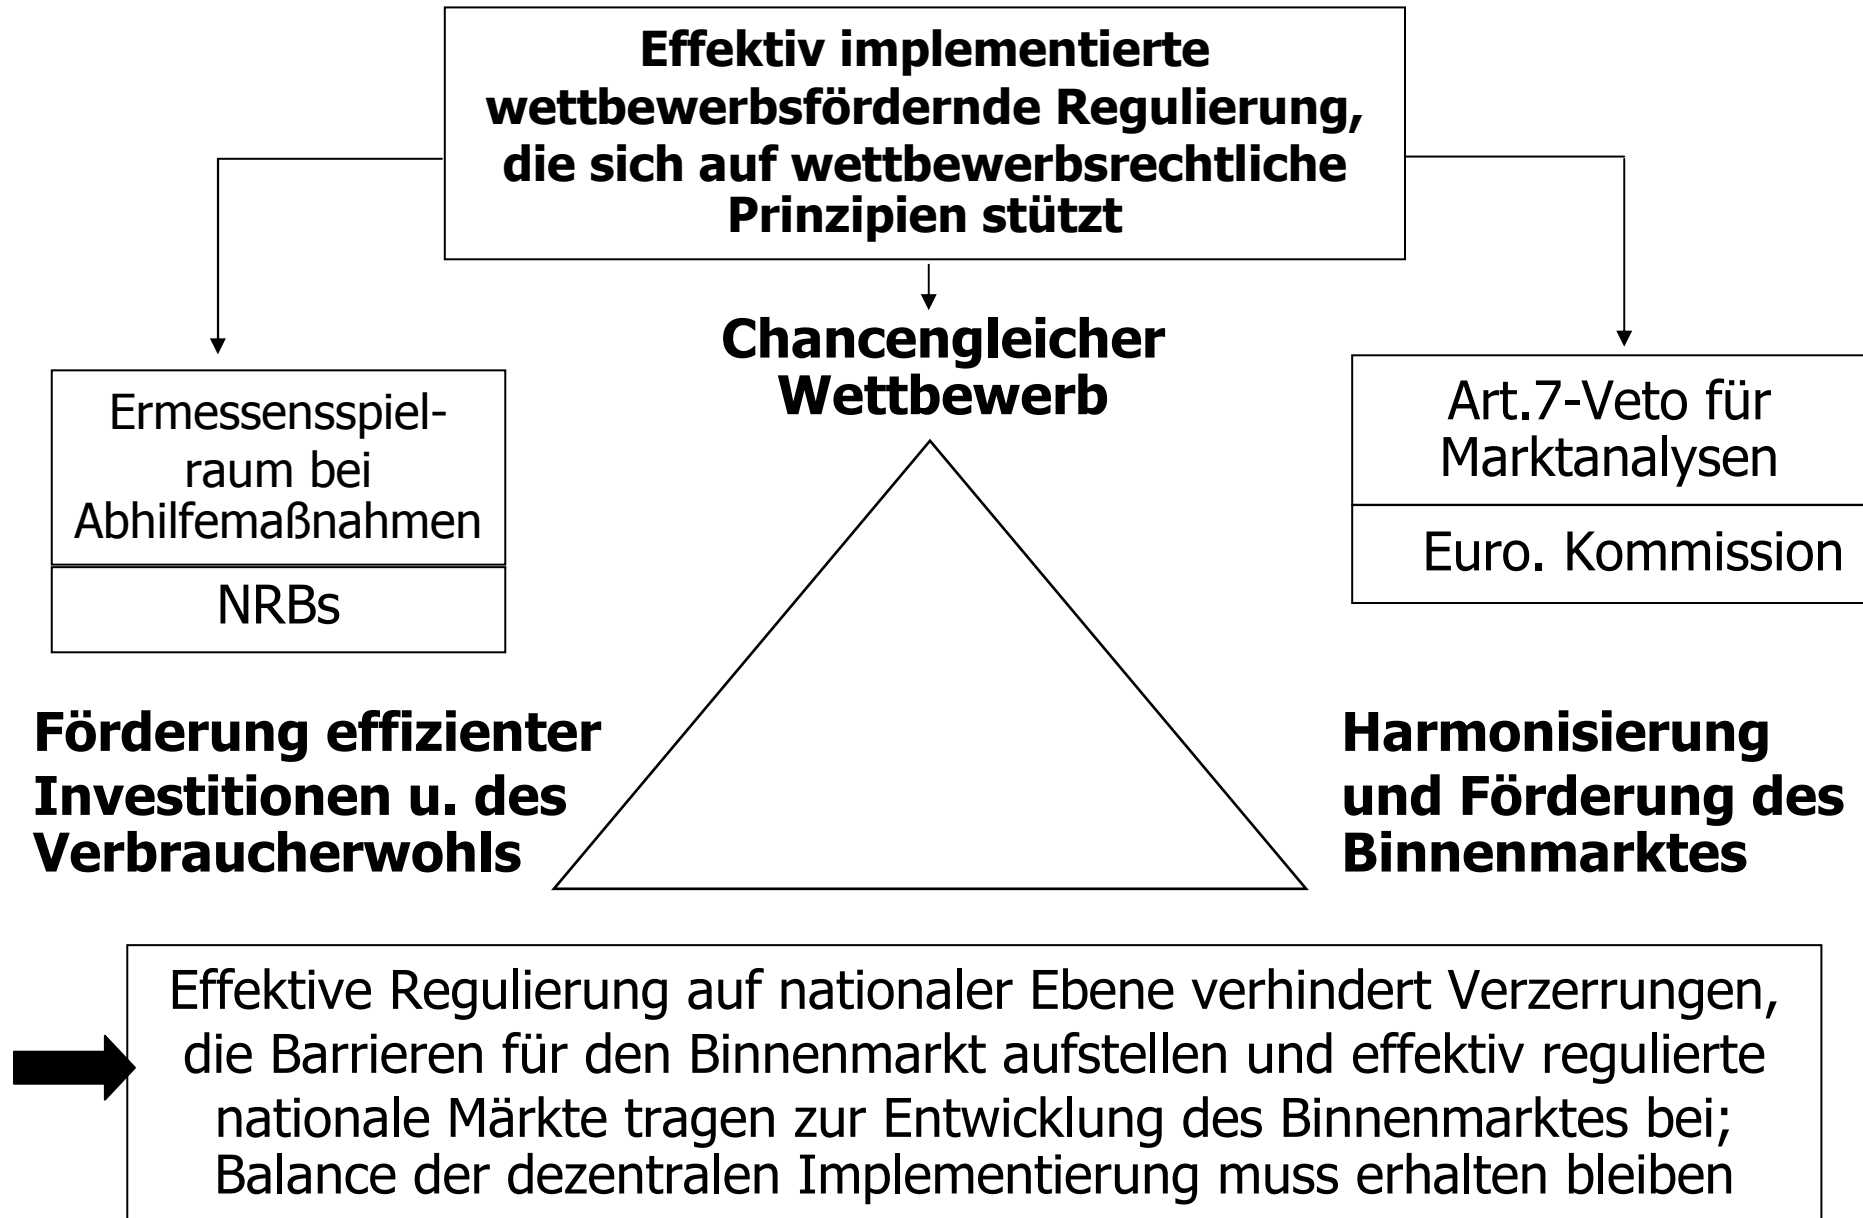 Effektiv implementierte
wettbewerbsfördernde Regulierung,
die sich auf wettbewerbsrechtliche
Prinzipien stützt
Chancengleicher
Wettbewerb
Ermessensspiel-
raum bei
Abhilfemaßnahmen
NRBs
Art.7-Veto für
Marktanalysen
Euro. Kommission
Förderung effizienter
Investitionen u. des
Verbraucherwohls
Harmonisierung
und Förderung des
Binnenmarktes
Effektive Regulierung auf nationaler Ebene verhindert Verzerrungen,
die Barrieren für den Binnenmarkt aufstellen und effektiv regulierte
nationale Märkte tragen zur Entwicklung des Binnenmarktes bei;
Balance der dezentralen Implementierung muss erhalten bleiben